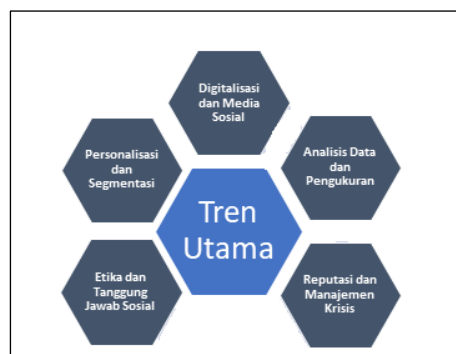 Digitalisasi
dan Media
Sosial
Personalisasi
dan
Segmentasi
Analisis Data
dan
Pengukuran
Tren
Utama
Etika dan
Tanggung
Jawab Sosial
Reputasi dan
Manajemen
Krisis